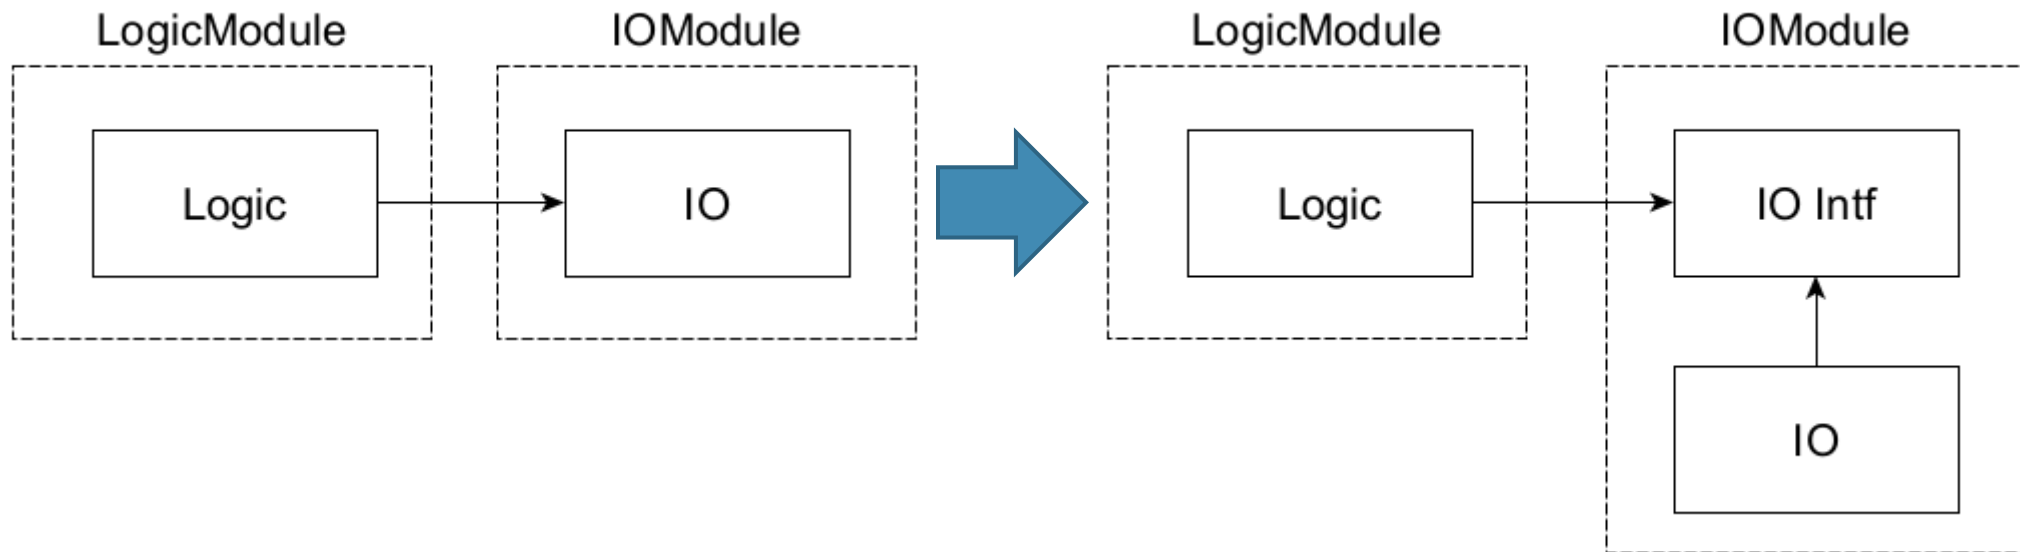 LogicModule
IOModule
Logic
IO
LogicModule
IOModule
Logic
IO Intf
IO